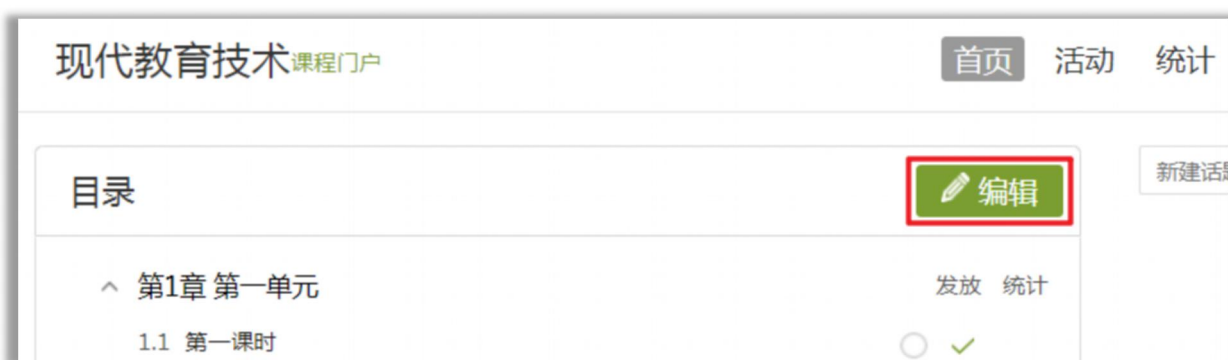 现代教育技术课程门户 首页 活动 统计
目录 编辑 新建话
第1章 第一单元 发放 统计
1.1 第一课时